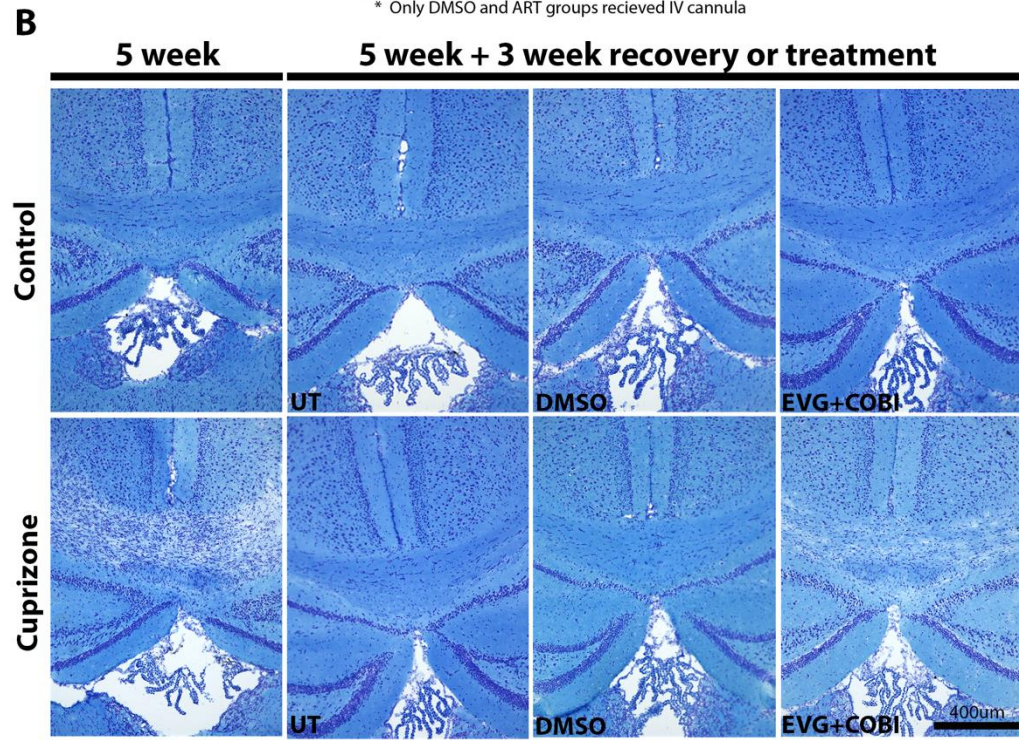 * Only DMSO and ART groups recieved IV cannula
B
5 week
5 week + 3 week recovery or treatment
Control
UT
DMSO
EVG+COBI
Cuprizone
UT
DMSO
EVG+COBI
400um